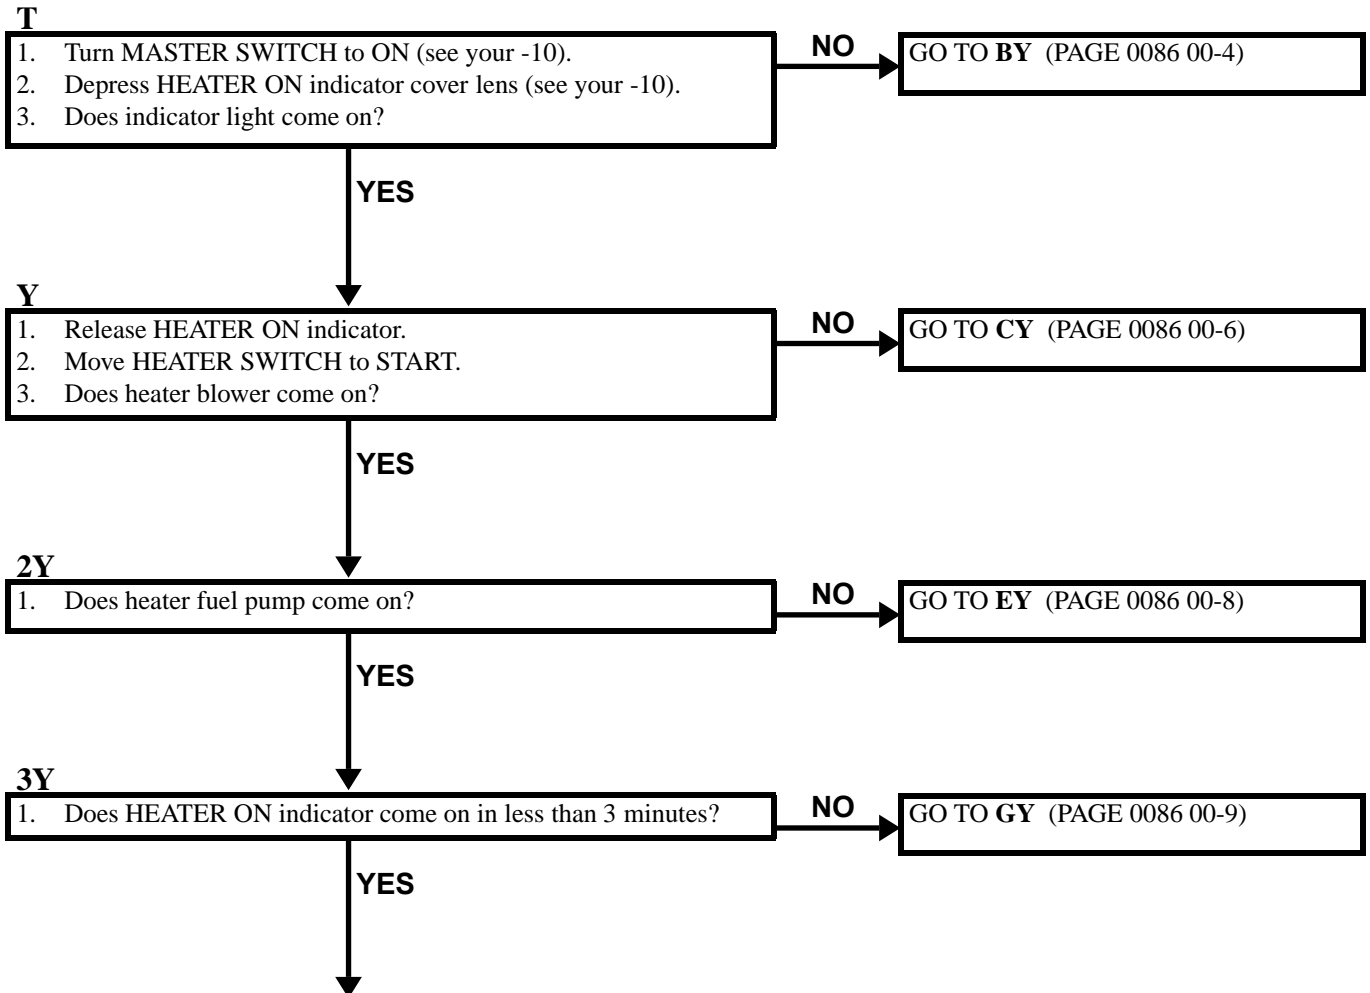 T
1. Turn MASTER SWITCH to ON (see your -10).
2. Depress HEATER ON indicator cover lens (see your -10).
3. Does indicator light come on?
NO
GO TO BY (PAGE 0086 00-4)
YES
Y
1. Release HEATER ON indicator.
2. Move HEATER SWITCH to START.
3. Does heater blower come on?
NO
GO TO CY (PAGE 0086 00-6)
YES
2Y
1. Does heater fuel pump come on?
NO
GO TO EY (PAGE 0086 00-8)
YES
3Y
1. Does HEATER ON indicator come on in less than 3 minutes?
NO
GO TO GY (PAGE 0086 00-9)
YES